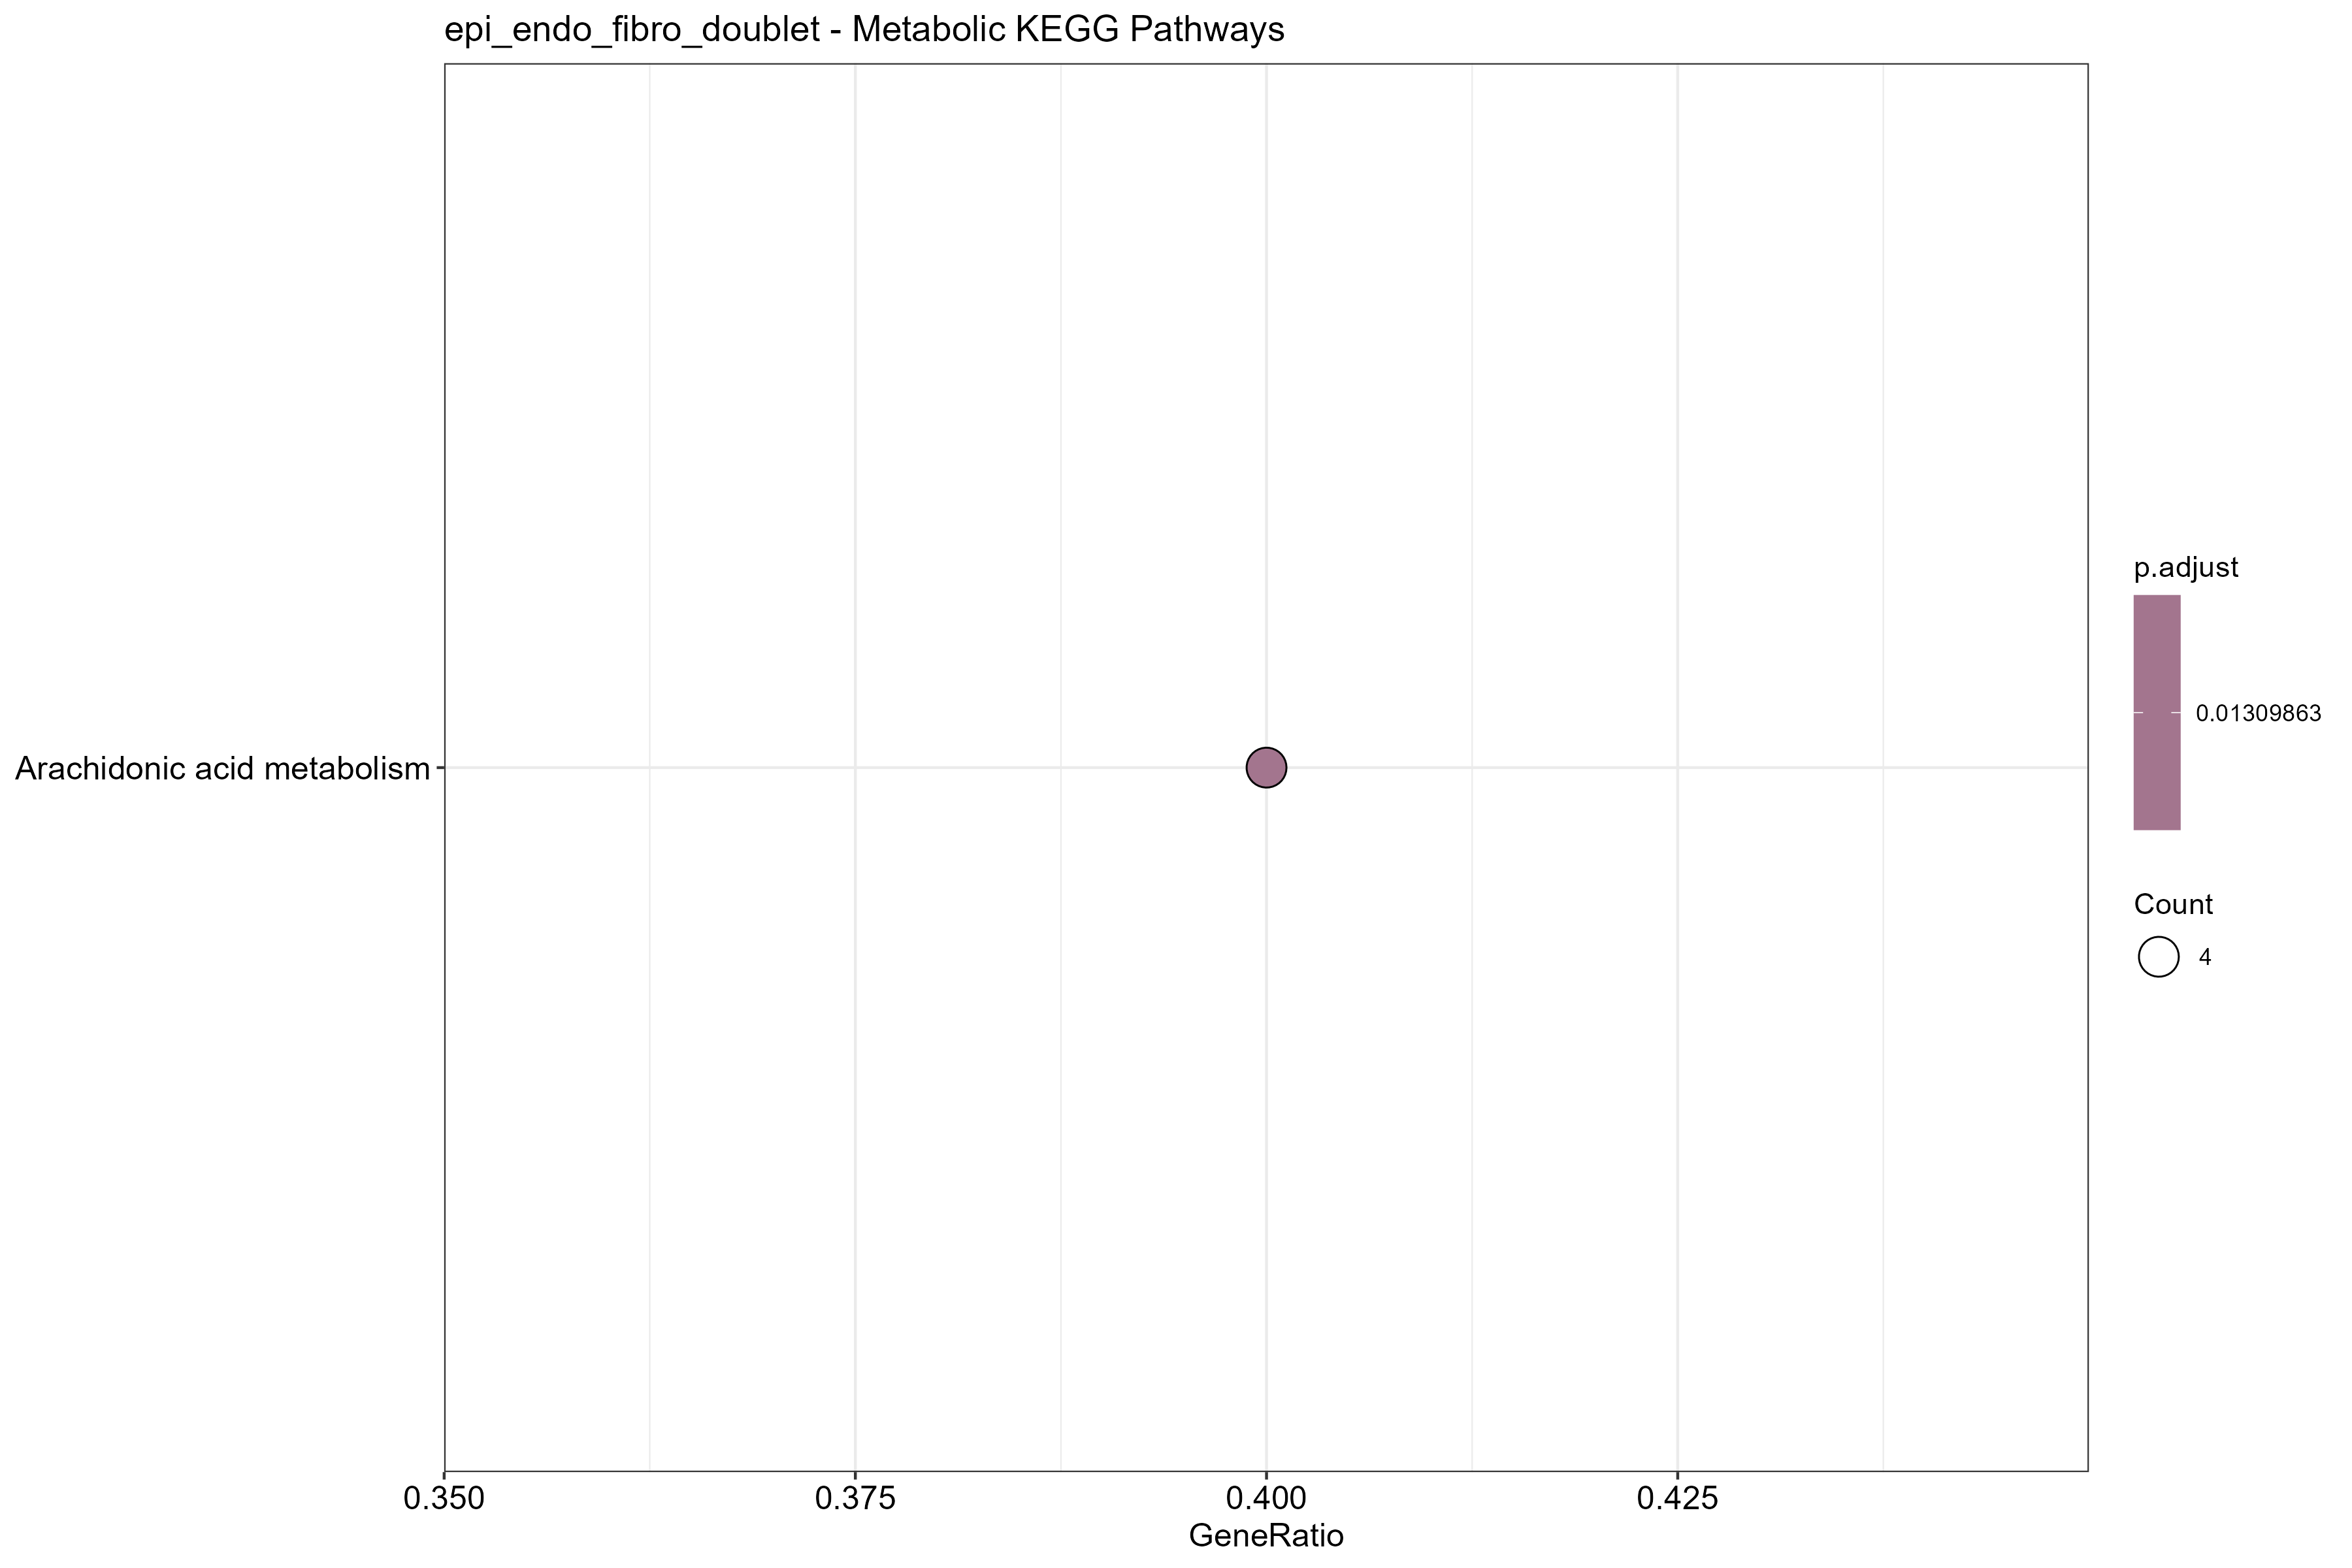 epi_endo_fibro_doublet - Metabolic KEGG Pathways
Arachidonic acid metabolism
0.350
0.375
0.400
0.425
GeneRatio
p.adjust
0.01309863
Count
4